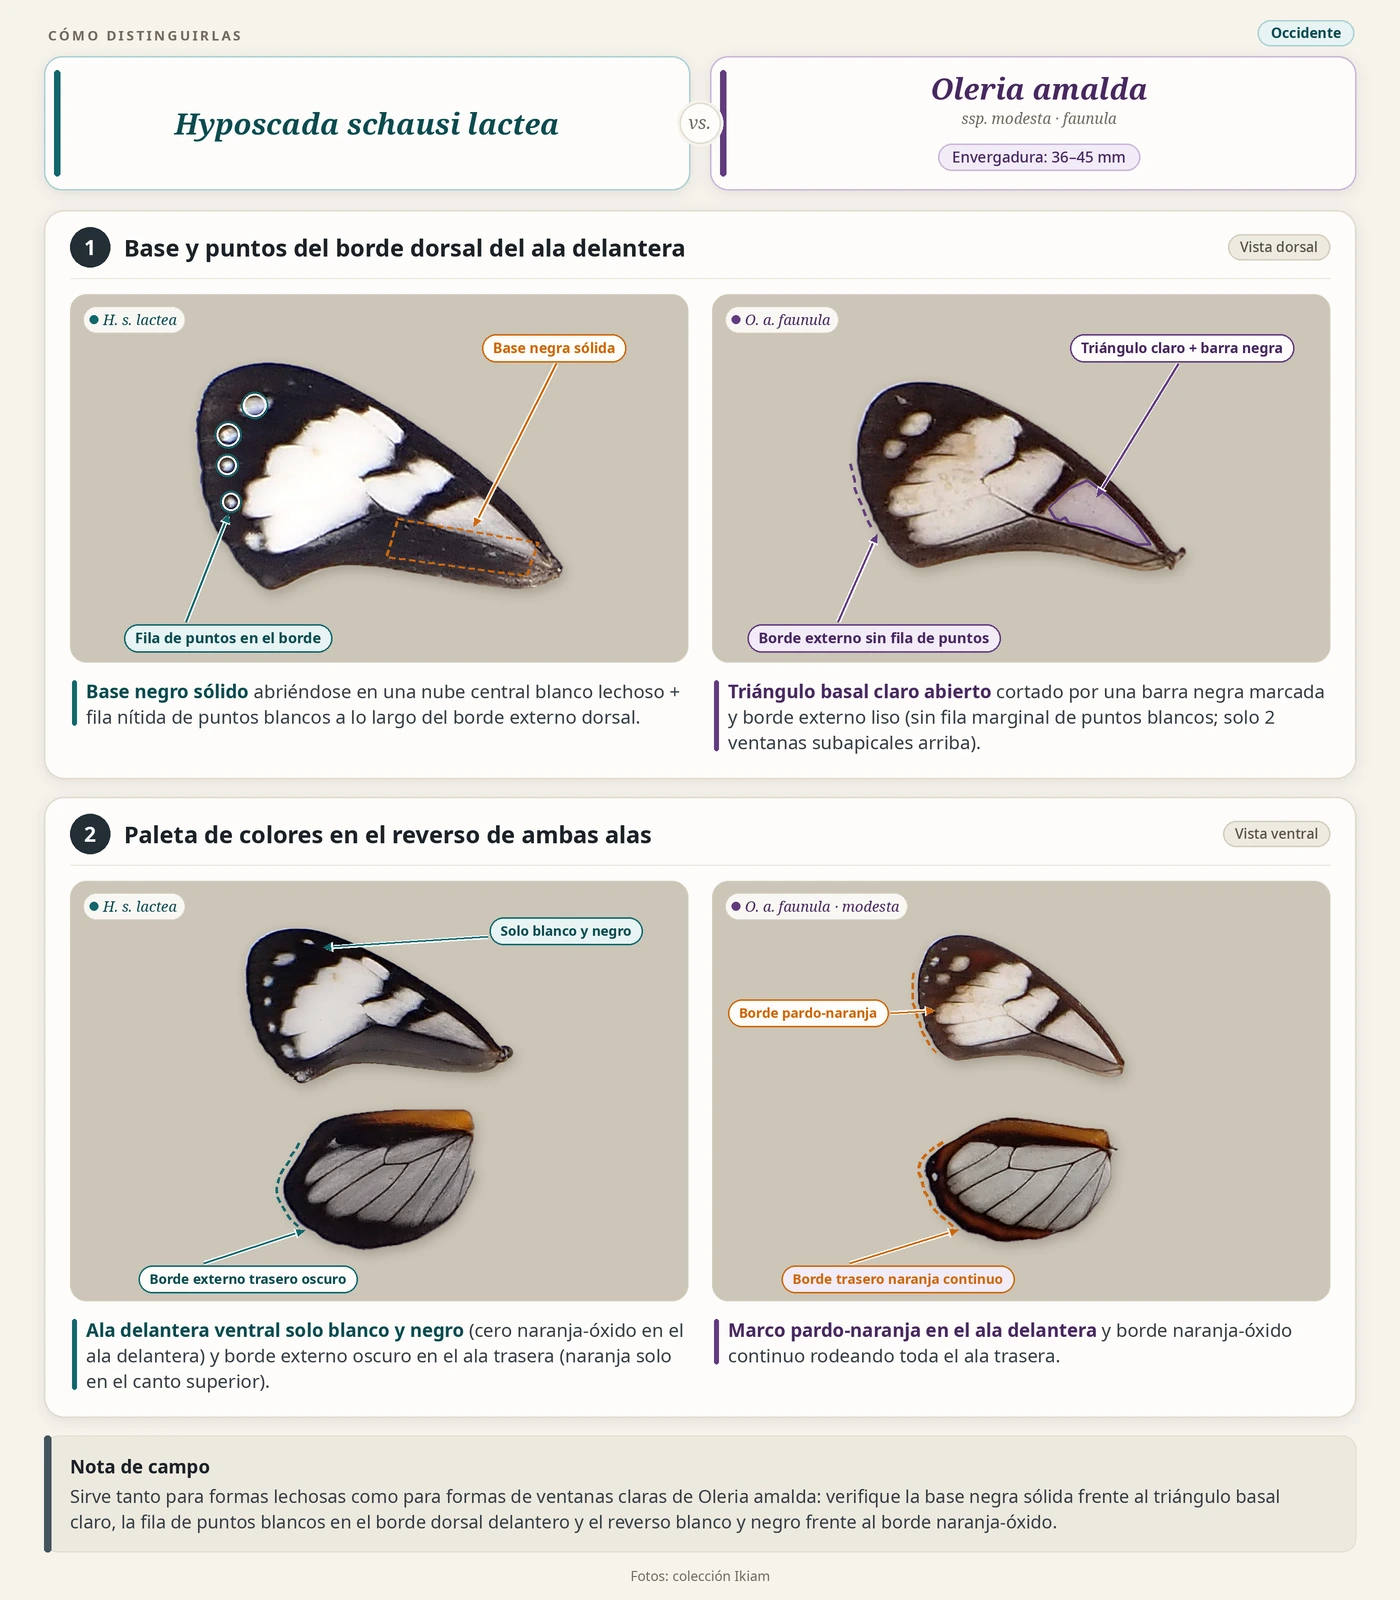 CÓMO DISTINGUIRLAS
Occidente
Hyposcada schausi lactea
vs.
Oleria amalda
ssp. modesta · faunula
Envergadura: 36–45 mm
1 Base y puntos del borde dorsal del ala delantera
Vista dorsal
H. s. lactea
Base negra sólida
Fila de puntos en el borde
O. a. faunula
Triángulo claro + barra negra
Borde externo sin fila de puntos
Base negro sólido abriéndose en una nube central blanco lechoso +
fila nítida de puntos blancos a lo largo del borde externo dorsal.
Triángulo basal claro abierto cortado por una barra negra marcada
y borde externo liso (sin fila marginal de puntos blancos; solo 2
ventanas subapicales arriba).
2 Paleta de colores en el reverso de ambas alas
Vista ventral
H. s. lactea
Solo blanco y negro
Borde externo trasero oscuro
O. a. faunula · modesta
Borde pardo-naranja
Borde trasero naranja continuo
Ala delantera ventral solo blanco y negro (cero naranja-óxido en el
ala delantera) y borde externo oscuro en el ala trasera (naranja solo
en el canto superior).
Marco pardo-naranja en el ala delantera y borde naranja-óxido
continuo rodeando toda el ala trasera.
Nota de campo
Sirve tanto para formas lechosas como para formas de ventanas claras de Oleria amalda: verifique la base negra sólida frente al triángulo basal
claro, la fila de puntos blancos en el borde dorsal delantero y el reverso blanco y negro frente al borde naranja-óxido.
Fotos: colección Ikiam